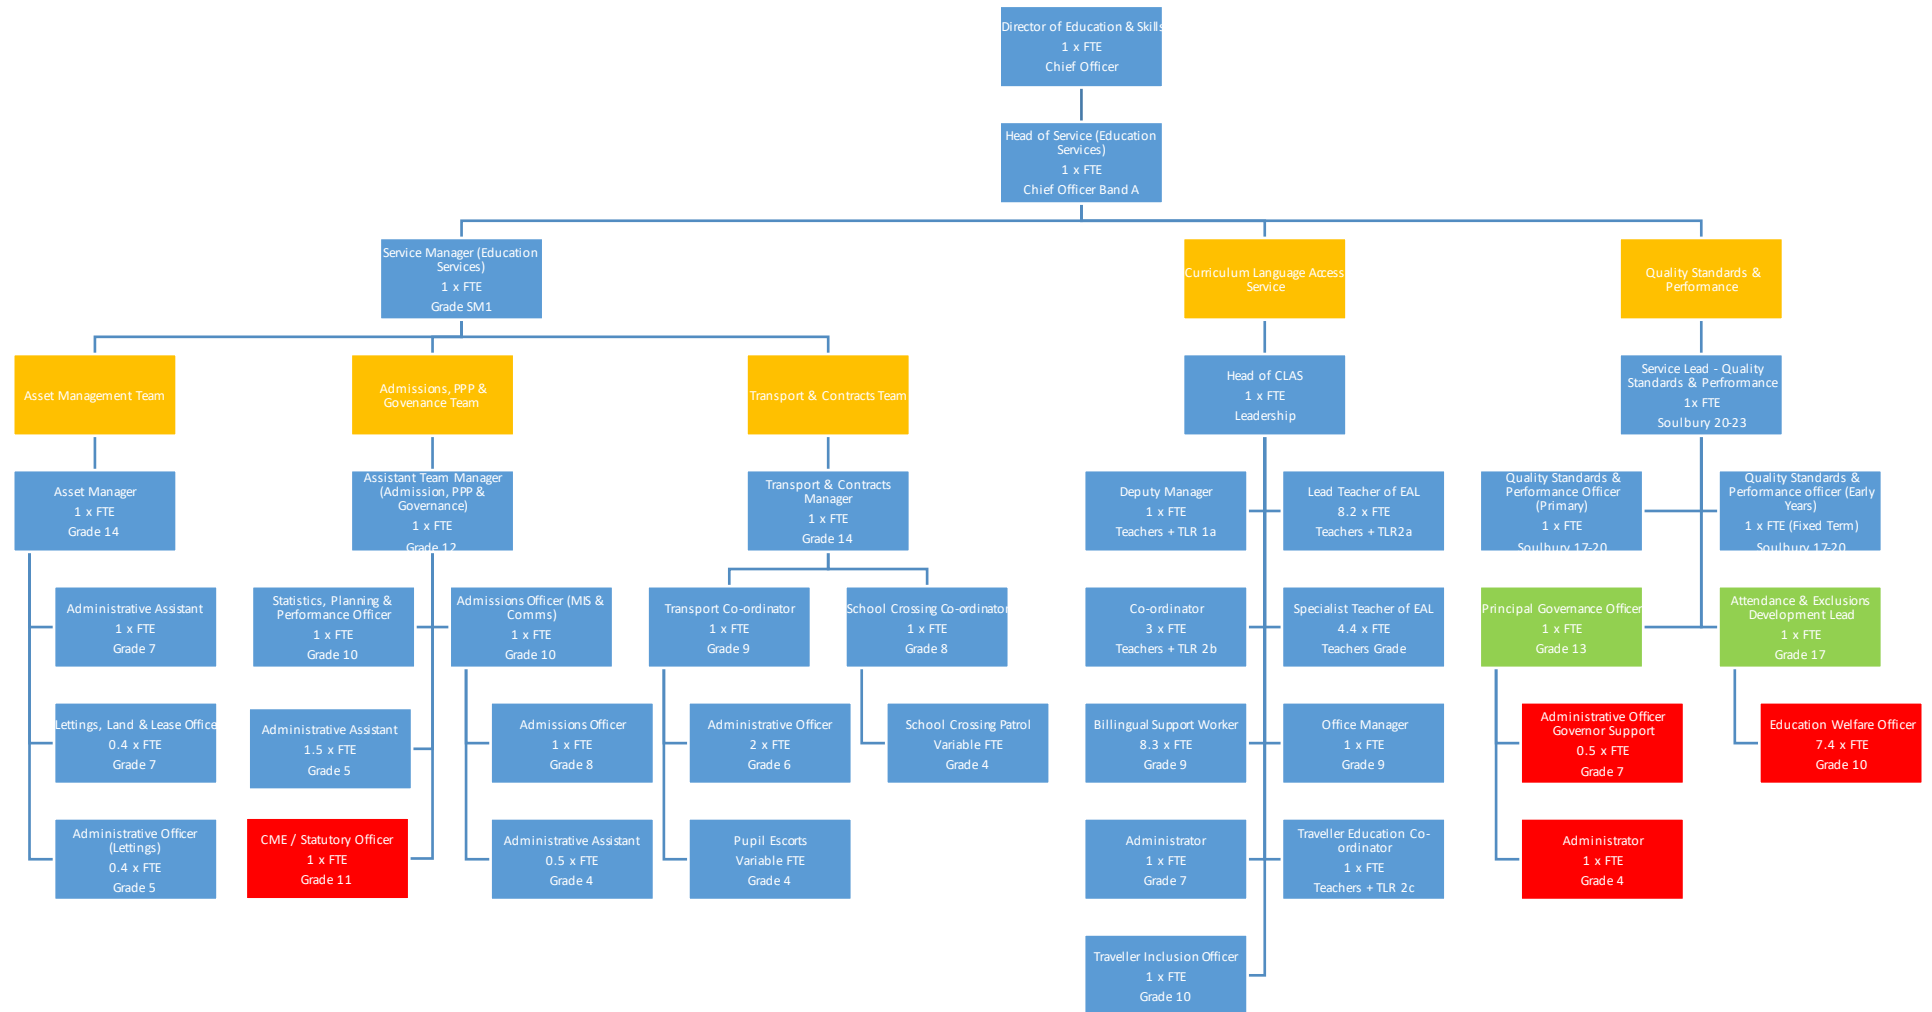 Director of Education & Skills
1 x FTE
Chief Officer
Head of Service (Education
Services)
1 x FTE
Chief Officer Band A
Service Manager (Education
Services)
1 x FTE
Grade SM1
Curriculum Language Access
Service
Quality Standards &
Performance
Asset Management Team
Admissions, PPP &
Govenance Team
Transport & Contracts Team
Head of CLAS
1 x FTE
Leadership
Service Lead - Quality
Standards & Perfrormance
1x FTE
Soulbury 20-23
Asset Manager
1 x FTE
Grade 14
Assistant Team Manager
(Admission, PPP &
Governance)
1 x FTE
Grade 12
Transport & Contracts
Manager
1 x FTE
Grade 14
Deputy Manager
1 x FTE
Teachers + TLR 1a
Lead Teacher of EAL
8.2 x FTE
Teachers + TLR2a
Quality Standards &
Performance Officer
(Primary)
1 x FTE
Soulbury 17-20
Quality Standards &
Performance officer (Early
Years)
1 x FTE (Fixed Term)
Soulbury 17-20
Administrative Assistant
1 x FTE
Grade 7
Statistics, Planning &
Performance Officer
1 x FTE
Grade 10
Admissions Officer (MIS &
Comms)
1 x FTE
Grade 10
Transport Co-ordinator
1 x FTE
Grade 9
School Crossing Co-ordinator
1 x FTE
Grade 8
Co-ordinator
3 x FTE
Teachers + TLR 2b
Specialist Teacher of EAL
4.4 x FTE
Teachers Grade
Principal Governance Officer
1 x FTE
Grade 13
Attendance & Exclusions
Development Lead
1 x FTE
Grade 17
Lettings, Land & Lease Office
0.4 x FTE
Grade 7
Administrative Assistant
1.5 x FTE
Grade 5
Admissions Officer
1 x FTE
Grade 8
Administrative Officer
2 x FTE
Grade 6
School Crossing Patrol
Variable FTE
Grade 4
Billingual Support Worker
8.3 x FTE
Grade 9
Office Manager
1 x FTE
Grade 9
Administrative Officer
Governor Support
0.5 x FTE
Grade 7
Education Welfare Officer
7.4 x FTE
Grade 10
Administrative Officer
(Lettings)
0.4 x FTE
Grade 5
CME / Statutory Officer
1 x FTE
Grade 11
Administrative Assistant
0.5 x FTE
Grade 4
Pupil Escorts
Variable FTE
Grade 4
Administrator
1 x FTE
Grade 7
Traveller Education Co-
ordinator
1 x FTE
Teachers + TLR 2c
Administrator
1 x FTE
Grade 4
Traveller Inclusion Officer
1 x FTE
Grade 10